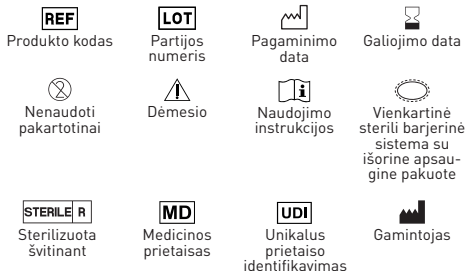 REF
LOT
Produkto kodas
Partijos
numeris
Pagaminimo
data
Galiojimo data
2
i
Nenaudoti
pakartotinai
Dėmesio
Naudojimo
instrukcijos
Vienkartinė
sterili barjerinė
sistema su
išorine apsau-
gine pakuote
STERILE R
MD
UDI
Sterilizuota
švitinant
Medicinos
prietaisas
Unikalus
prietaiso
identifikavimas
Gamintojas